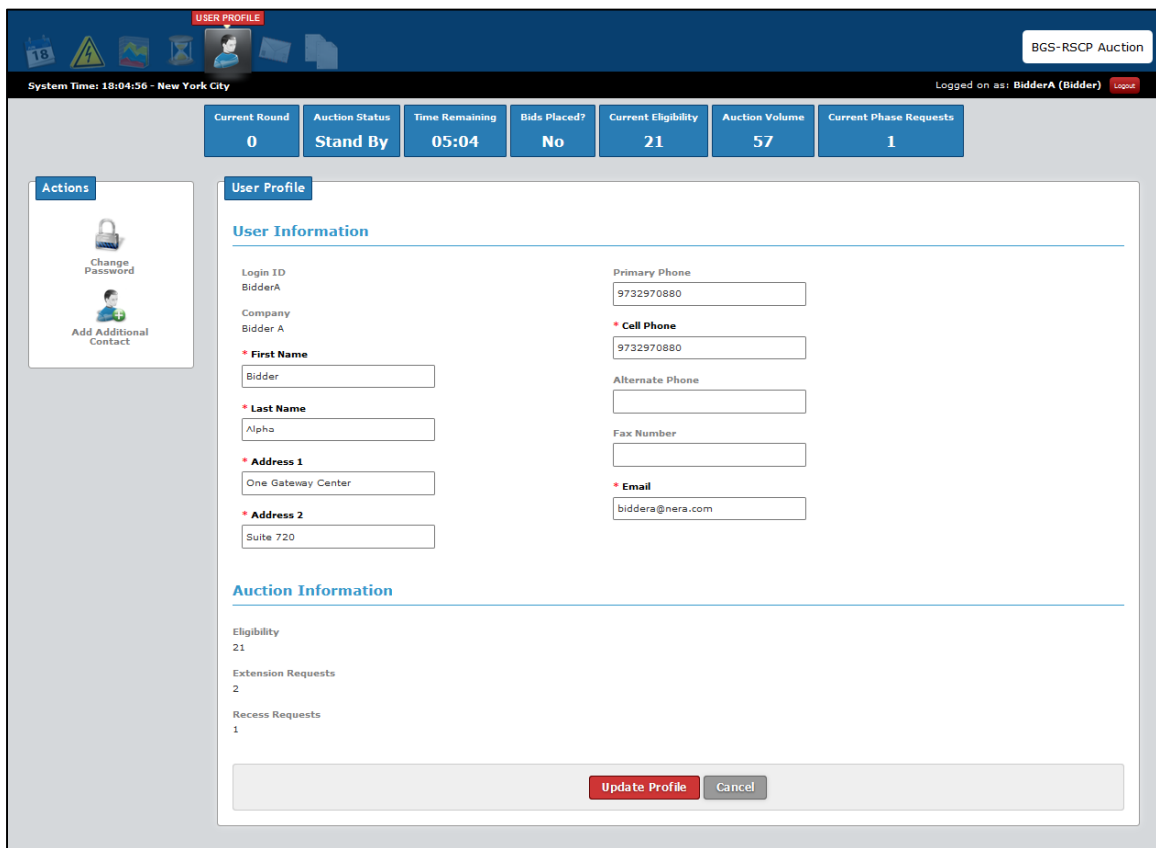 USER PROFILE
18
BGS-RSCP Auction
System Time: 18:04:56 - New York City
Logged on as: BidderA (Bidder)
Logout
Current Round
0
Auction Status
Stand By
Time Remaining
05:04
Bids Placed?
No
Current Eligibility
21
Auction Volume
57
Current Phase Requests
1
Actions
Change
Password
Add Additional
Contact
User Profile
User Information
Login ID
BidderA
Company
Bidder A
* First Name
Bidder
* Last Name
Alpha
* Address 1
One Gateway Center
* Address 2
Suite 720
Primary Phone
9732970880
* Cell Phone
9732970880
Alternate Phone
Fax Number
* Email
biddera@nera.com
Auction Information
Eligibility
21
Extension Requests
2
Recess Requests
1
Update Profile
Cancel